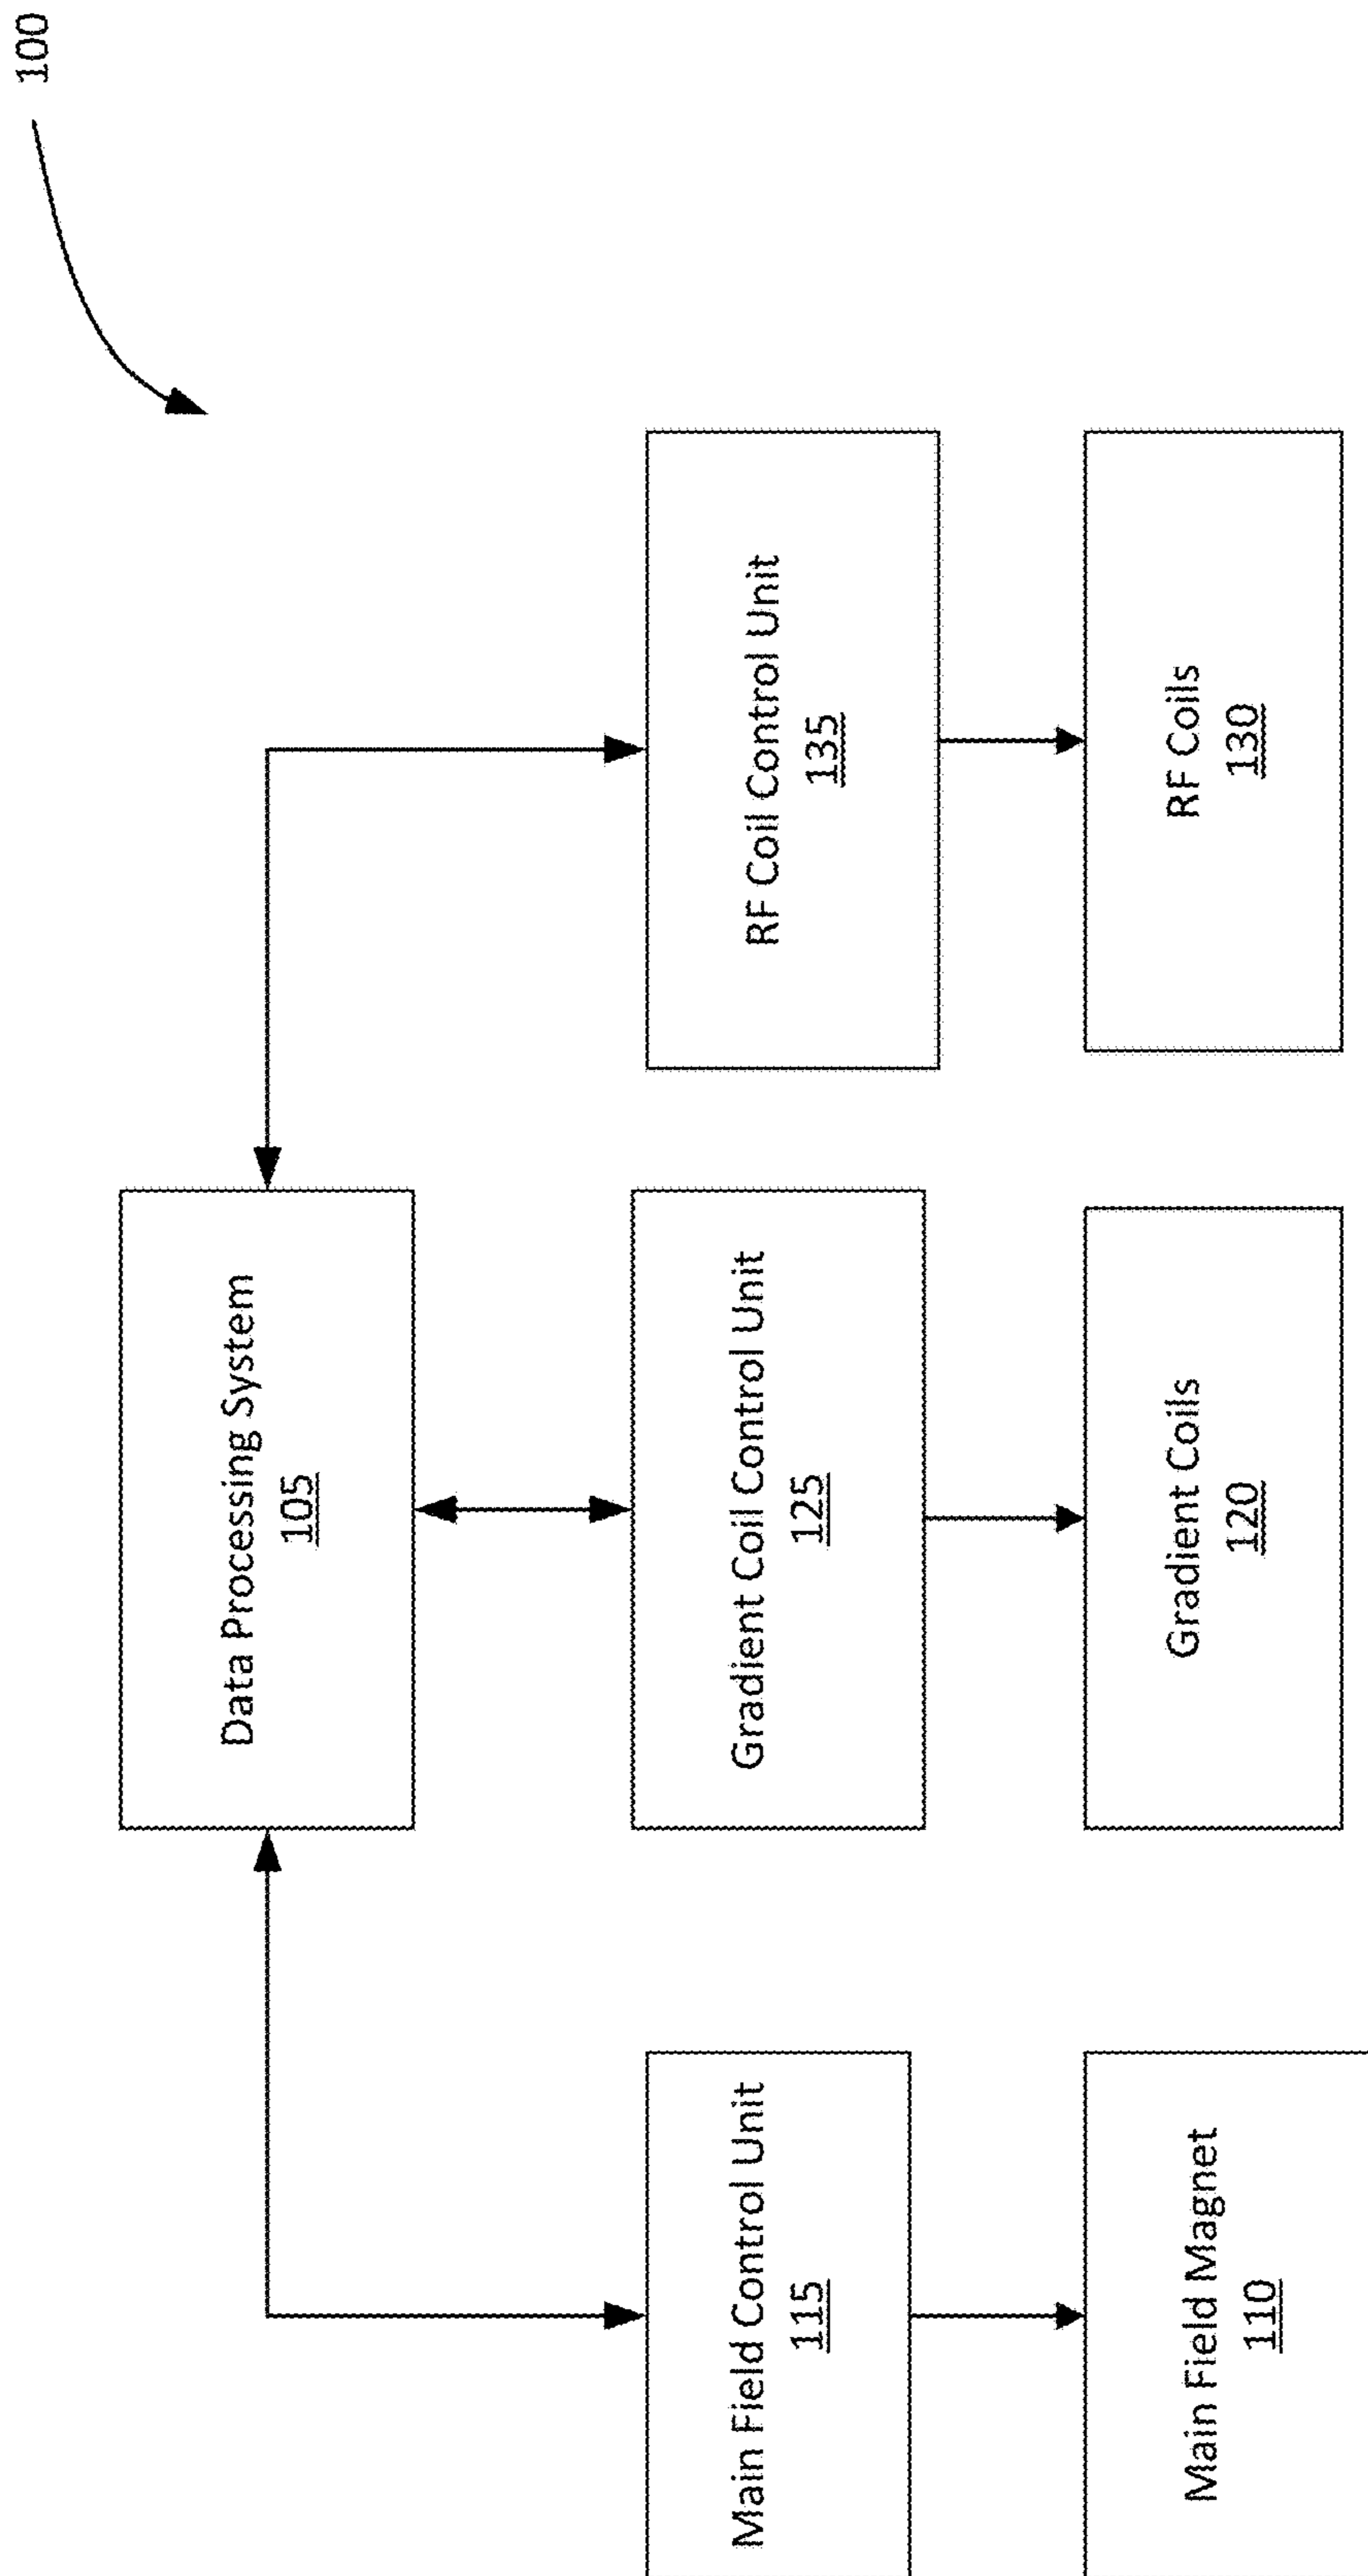 100
Data Processing System
105
Main Field Control Unit
115
Gradient Coil Control Unit
125
RF Coil Control Unit
135
Main Field Magnet
110
Gradient Coils
120
RF Coils
130